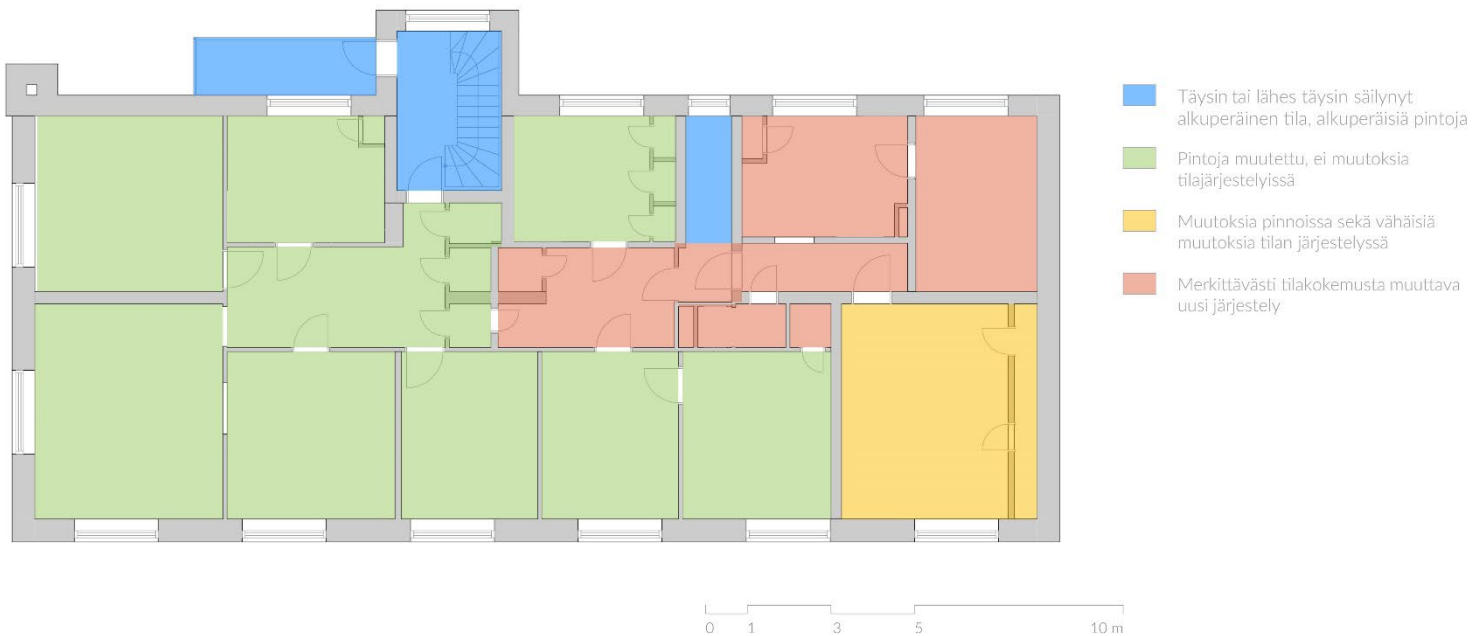 Täysin tai lähes täysin säilynyt
alkuperäinen tila, alkuperäisiä pintoja
Pintoja muutettu, ei muutoksia
tilajärjestelyissä
Muutoksia pinnoissa sekä vähäisiä
muutoksia tilan järjestelyssä
Merkittävästi tilakokemusta muuttava
uusi järjestely
0 1 3 5 10 m